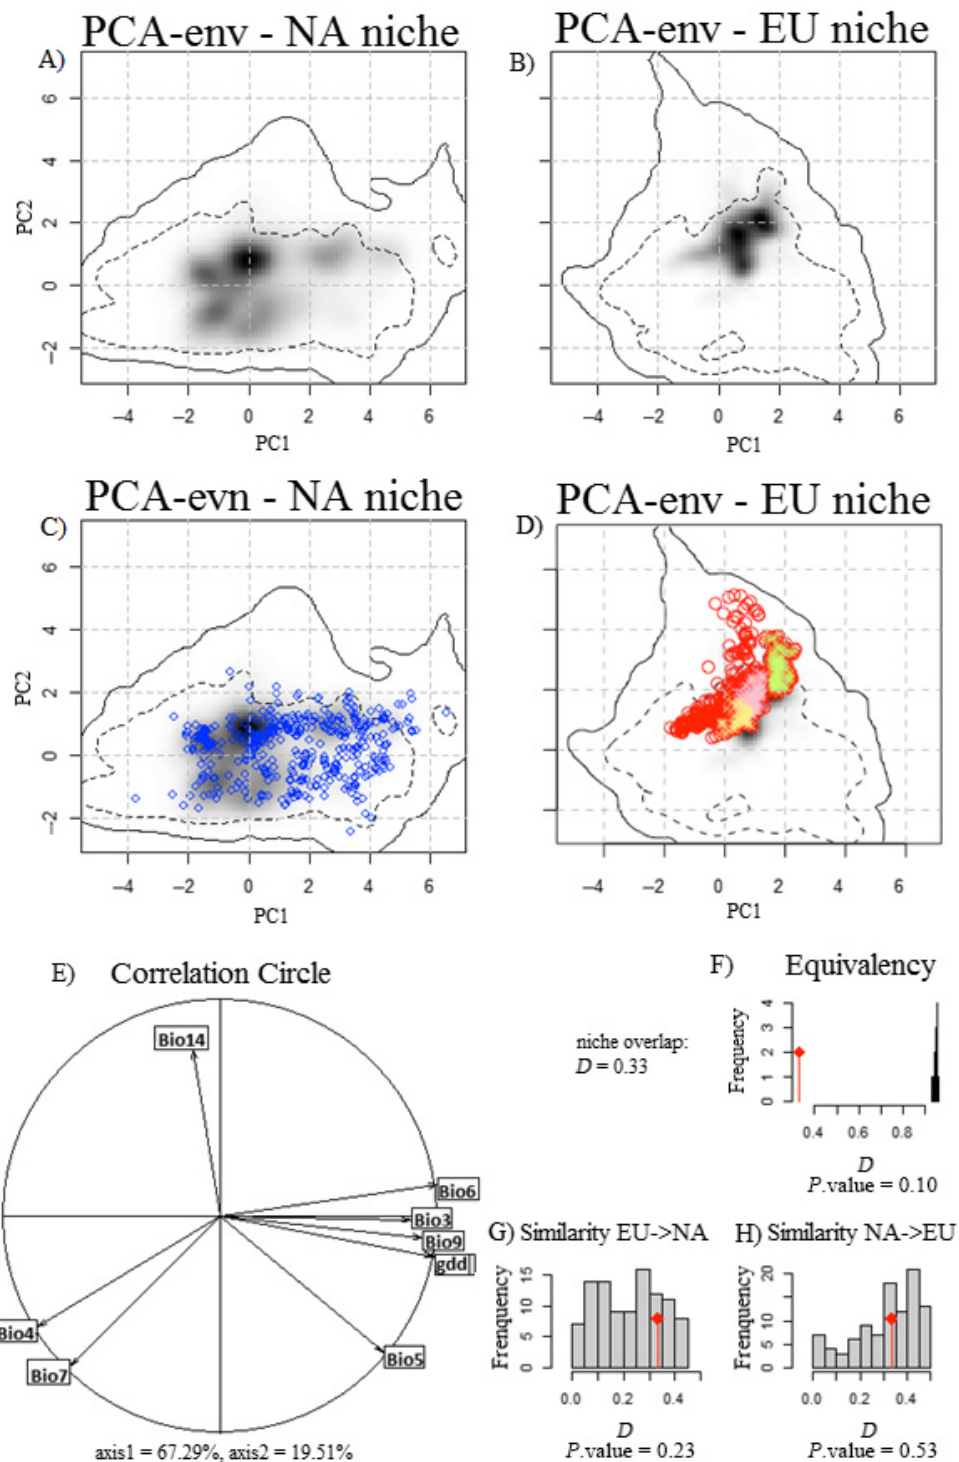 PCA-env - NA niche
A)
PC2
6
4
2
0
−2
−4 −2 0 2 4 6
PC1
PCA-env - EU niche
B)
−4 −2 0 2 4 6
PC1
PCA-evn - NA niche
C)
PC2
6
4
2
0
−2
−4 −2 0 2 4 6
PC1
PCA-env - EU niche
D)
−4 −2 0 2 4 6
PC1
E) Correlation Circle
Bio14
Bio6
Bio3
Bio9
gdd
Bio4
Bio7
Bio5
axis1 = 67.29%, axis2 = 19.51%
niche overlap:
D = 0.33
F) Equivalency
Frequency
4
3
2
1
0
0.4 0.6 0.8
D
P.value = 0.10
G) Similarity EU->NA
Frenquency
15
10
5
0
0.0 0.2 0.4
D
P.value = 0.23
H) Similarity NA->EU
Frenquency
20
10
5
0
0.0 0.2 0.4
D
P.value = 0.53